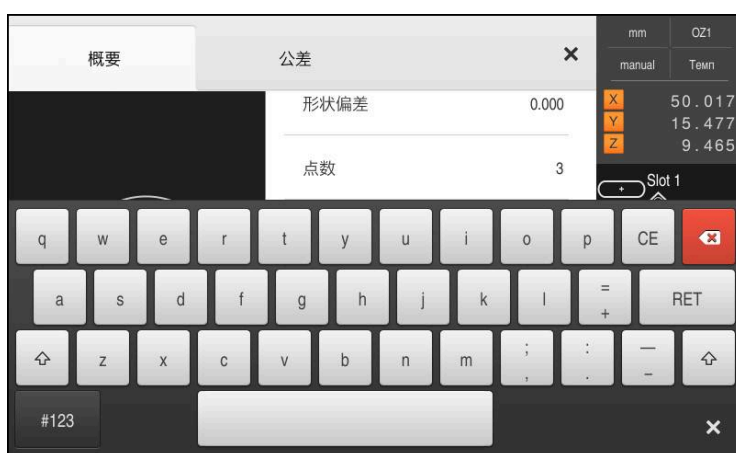 概要
公差
×
mm
OZ1
manual
Темп
形状偏差 0.000
点数 3
X 50.017
Y 15.477
Z 9.465
Slot 1
q w e r t y u i o p CE
a s d f g h j k l = + RET
z x c v b n m ; , : . — -
#123
×